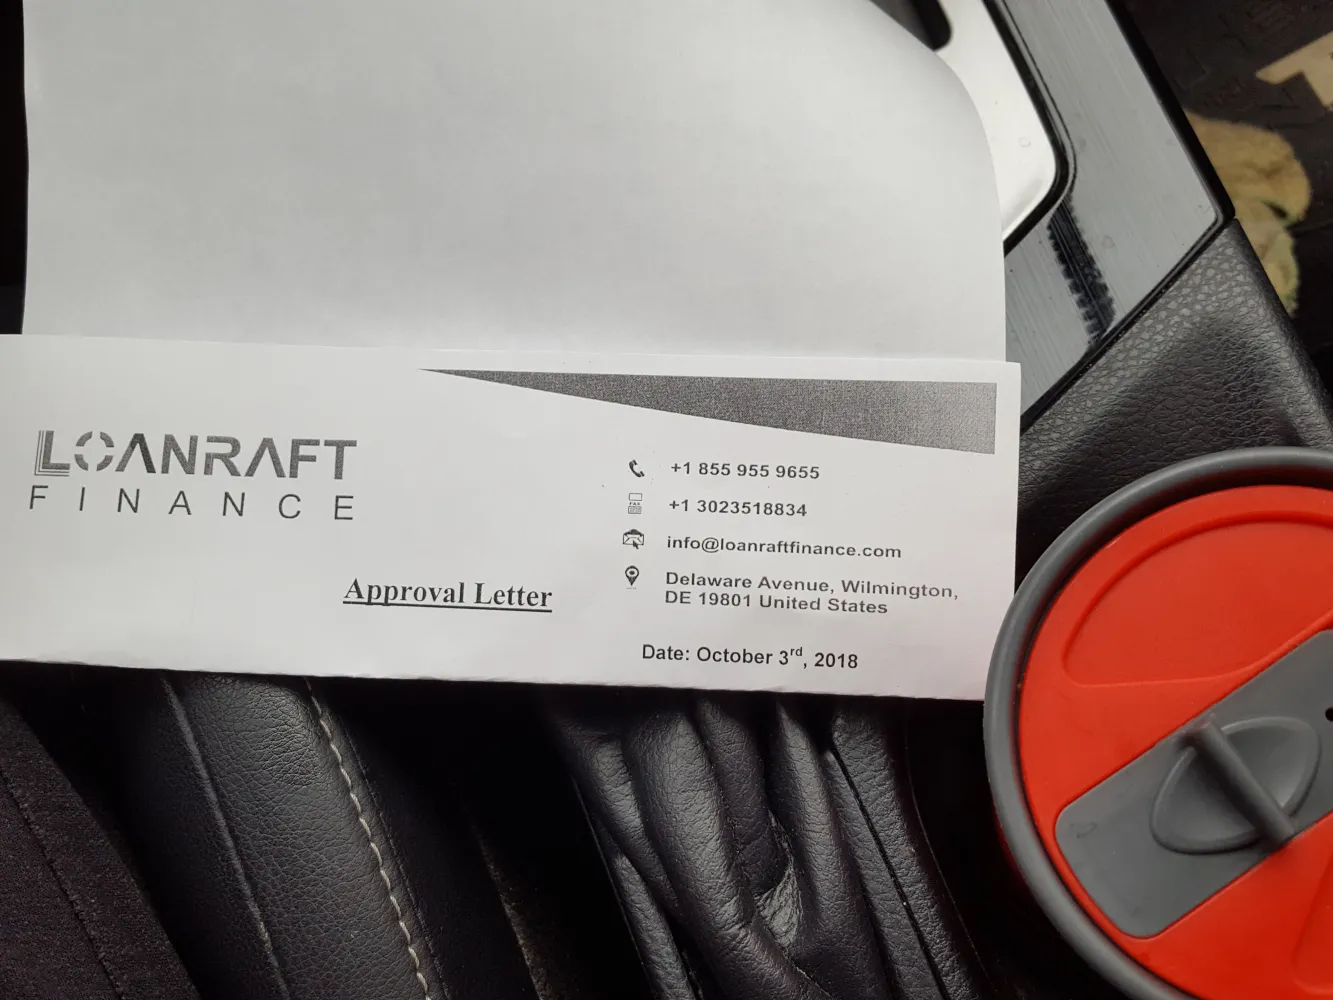 LOANRAFT
FINANCE
+1 855 955 9655
+1 3023518834
info@loanraftfinance.com
Delaware Avenue, Wilmington,
DE 19801 United States
Approval Letter
Date: October 3rd, 2018